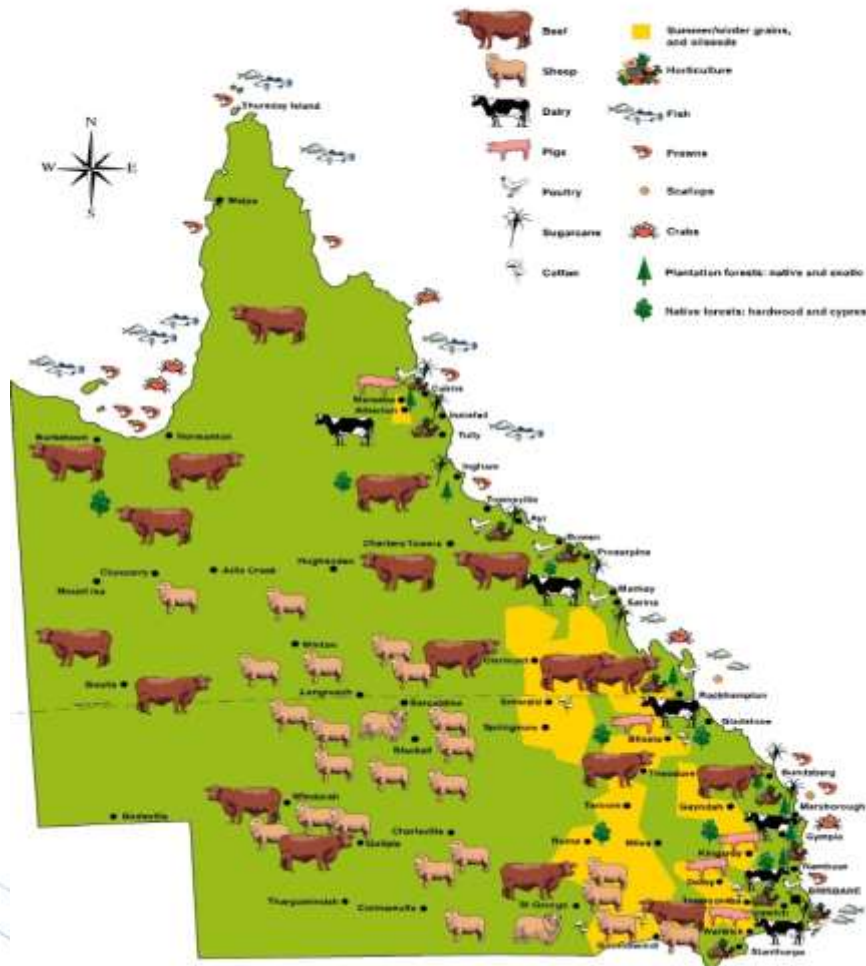 Beef
Summer/winter grains,
and oilseeds
Sheep
Horticulture
Dairy
Fish
Pigs
Prawns
Poultry
Scallops
Sugarcane
Crabs
Cotton
Plantation forests: native and exotic
Native forests: hardwood and cypress
N
W
E
S
Thursday Island
Weipa
Cairns
Mareeba
Atherton
Innisfail
Tully
Burketown
Normanton
Ingham
Townsville
Ayr
Bowen
Charters Towers
Proserpine
Hughenden
Cloncurry
Julia Creek
Mount Isa
Mackay
Sarina
Winton
Clermont
Boulia
Longreach
Barcaldine
Emerald
Rockhampton
Gladstone
Springsure
Blackall
Biloela
Theodore
Bundaberg
Windorah
Taroom
Gayndah
Maryborough
Bedourie
Gympie
Charleville
Roma
Miles
Kingaroy
Quilpie
Nambour
Dalby
BRISBANE
Thargomindah
Cunnamulla
St George
Toowoomba
Ipswich
Warwick
Goondiwindi
Stanthorpe